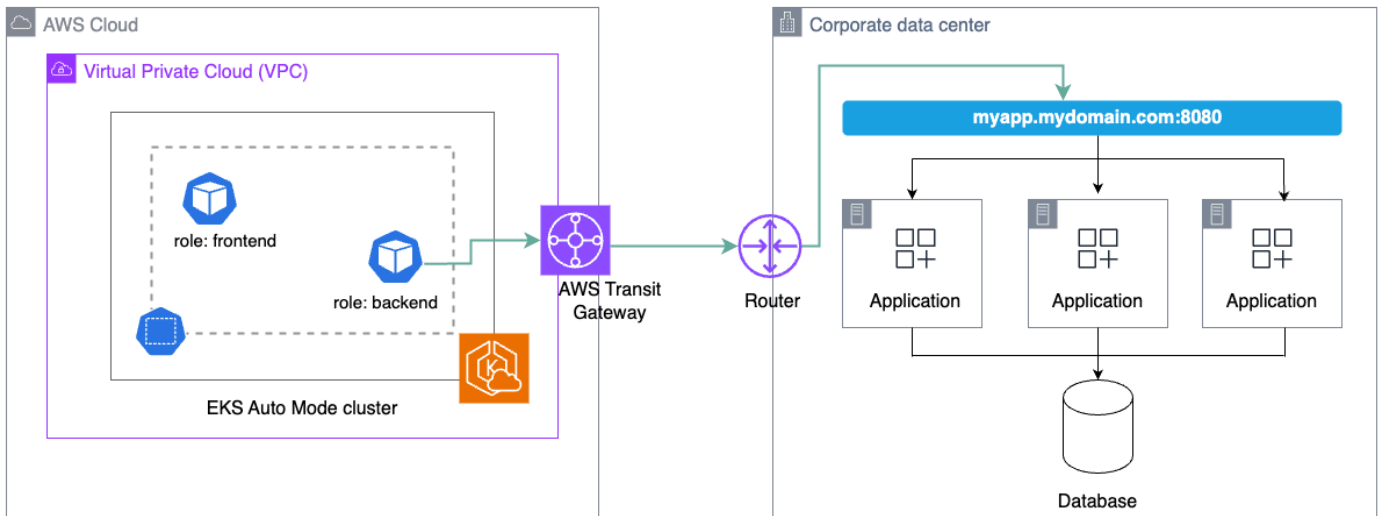 AWS Cloud
Virtual Private Cloud (VPC)
role: frontend
role: backend
EKS Auto Mode cluster
AWS Transit
Gateway
Router
Corporate data center
myapp.mydomain.com:8080
Application
Application
Application
Database